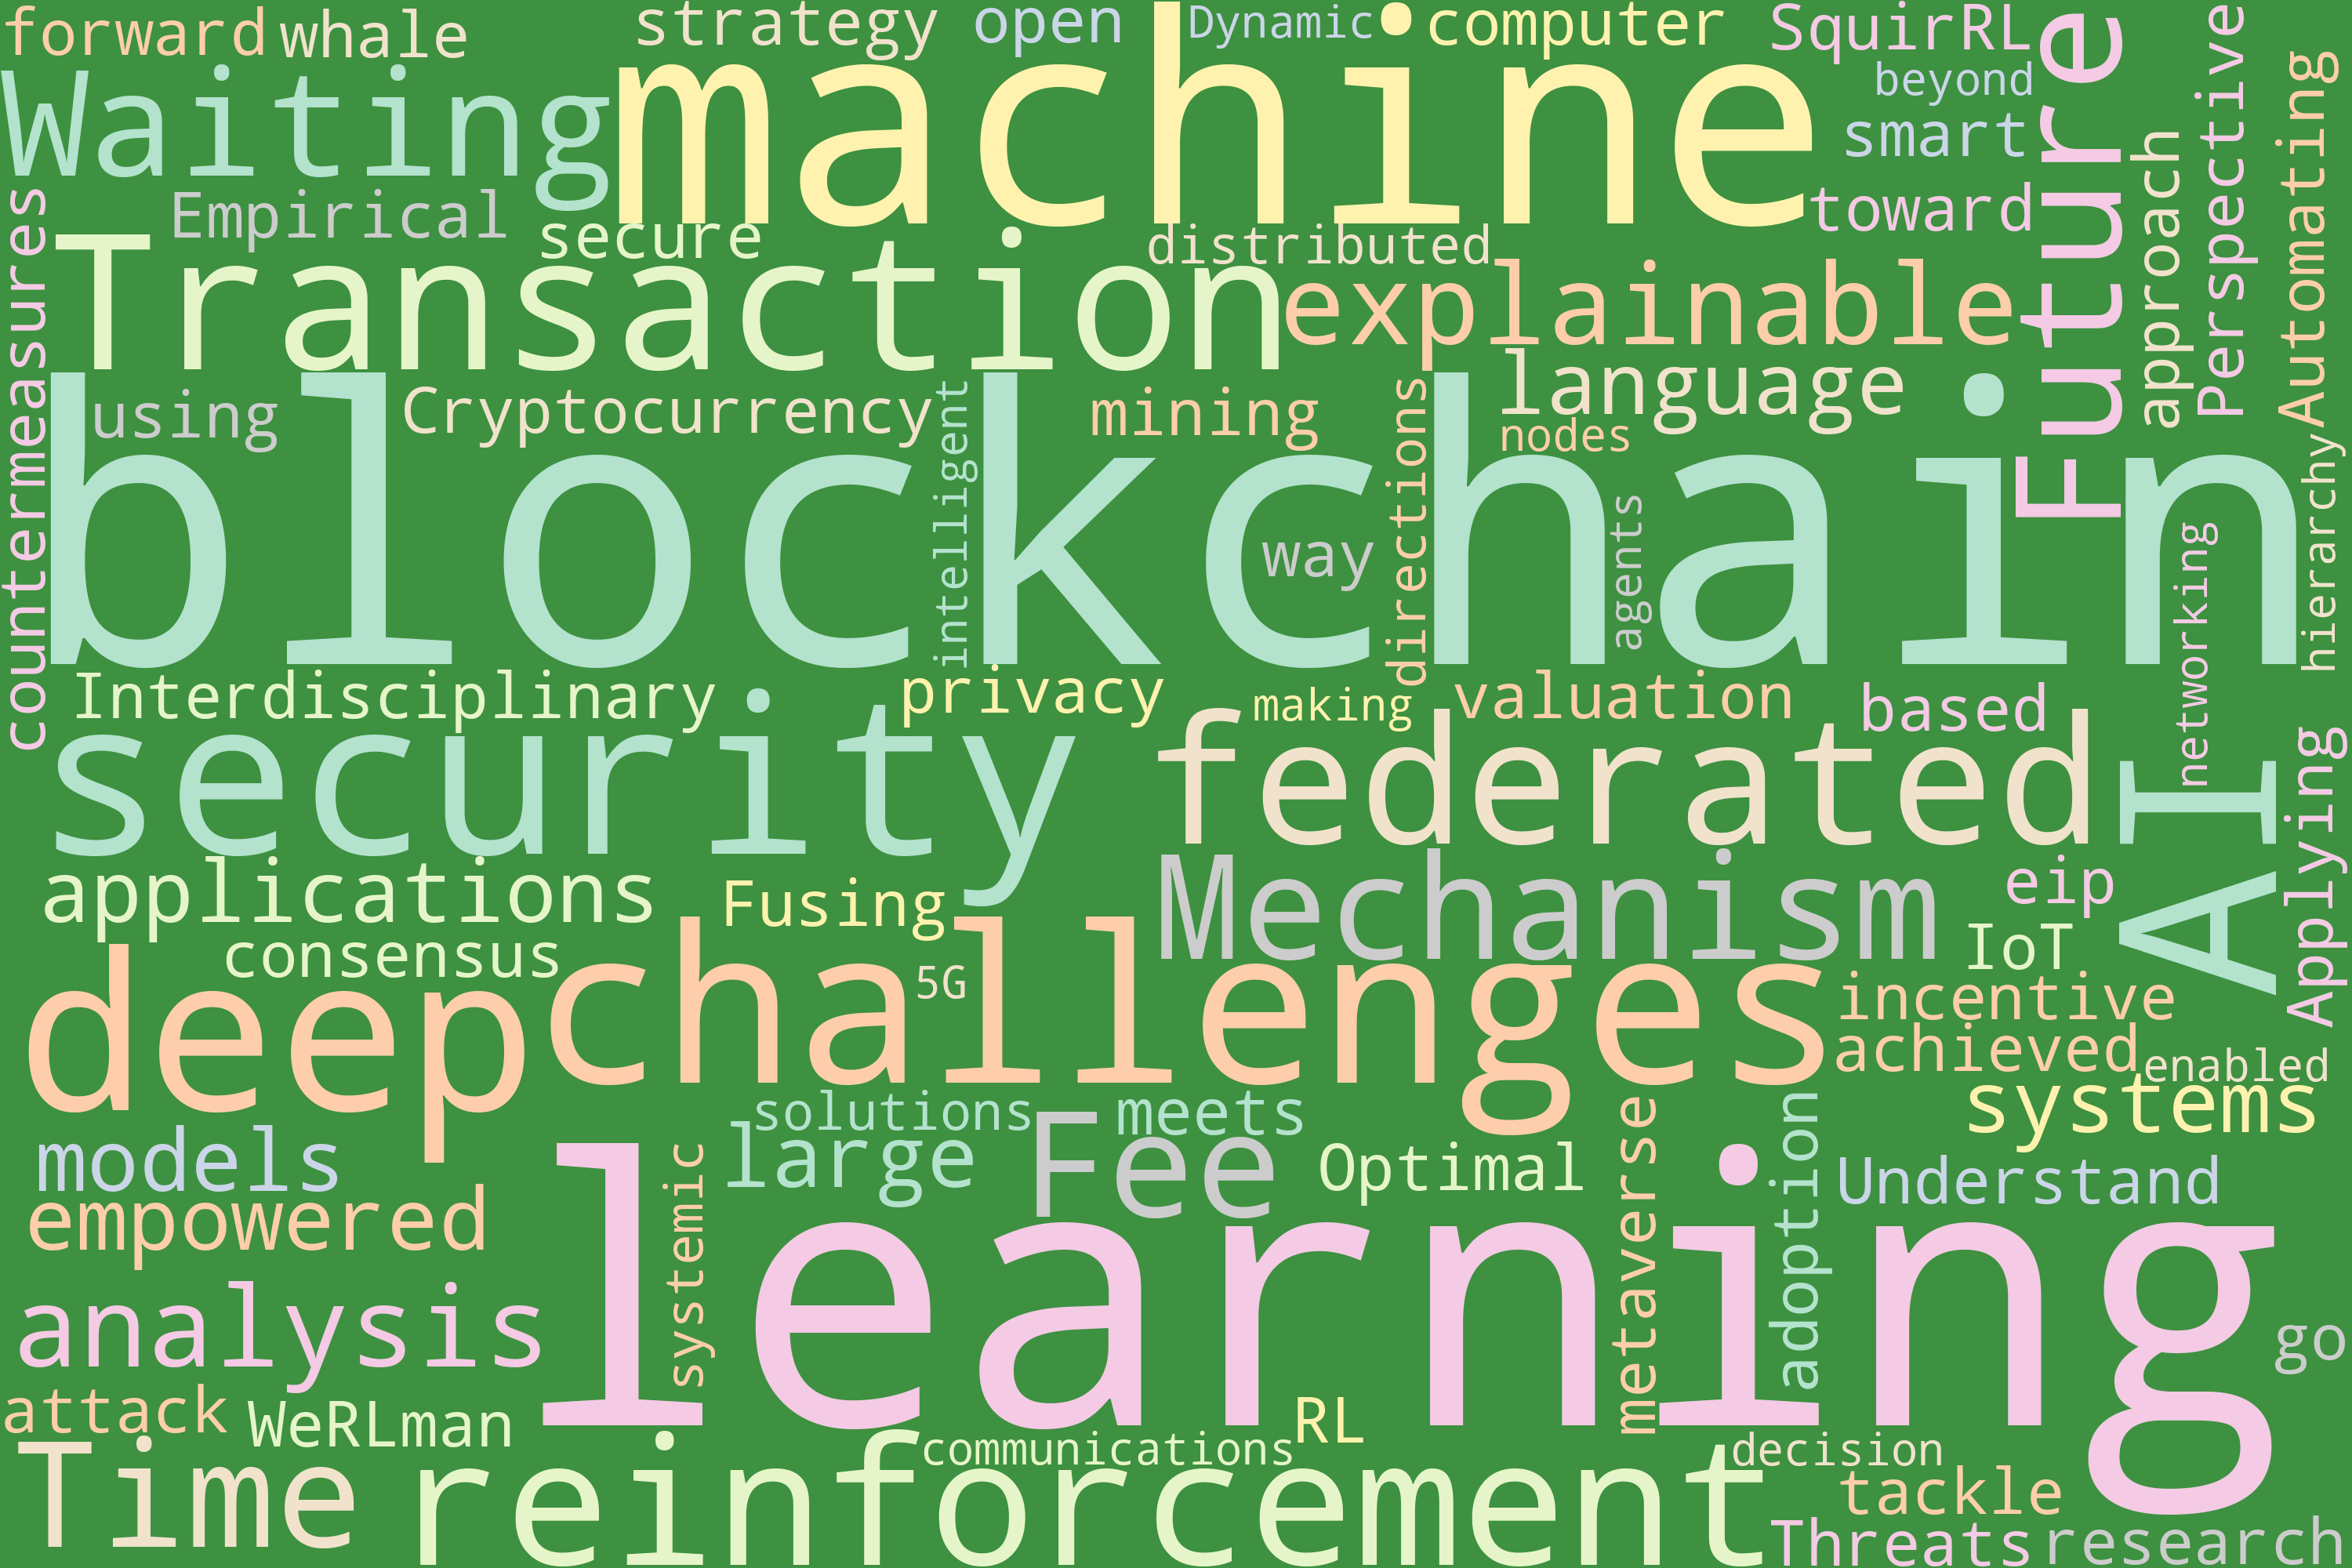 forward whale strategy open Dynamic computer SquirRL
Waiting machine beyond
smart
Future
approach
Perspective
Automating
countermeasures
Empirical secure distributed toward
Transaction explainable
using Cryptocurrency mining language
nodes
intelligent
directions
agents
hierarchy
networking
blockchain
way
Interdisciplinary privacy making valuation based
security federated
AI
Applying
applications Fusing Mechanism eip
consensus 5G IoT
deep challenges incentive
achieved enabled
solutions meets systems
models large Fee Optimal Understand
systemic
metaverse
adoption
empowered
learning
analysis go
attack WeRLman RL
communications decision
Time reinforcement tackle
Threats research